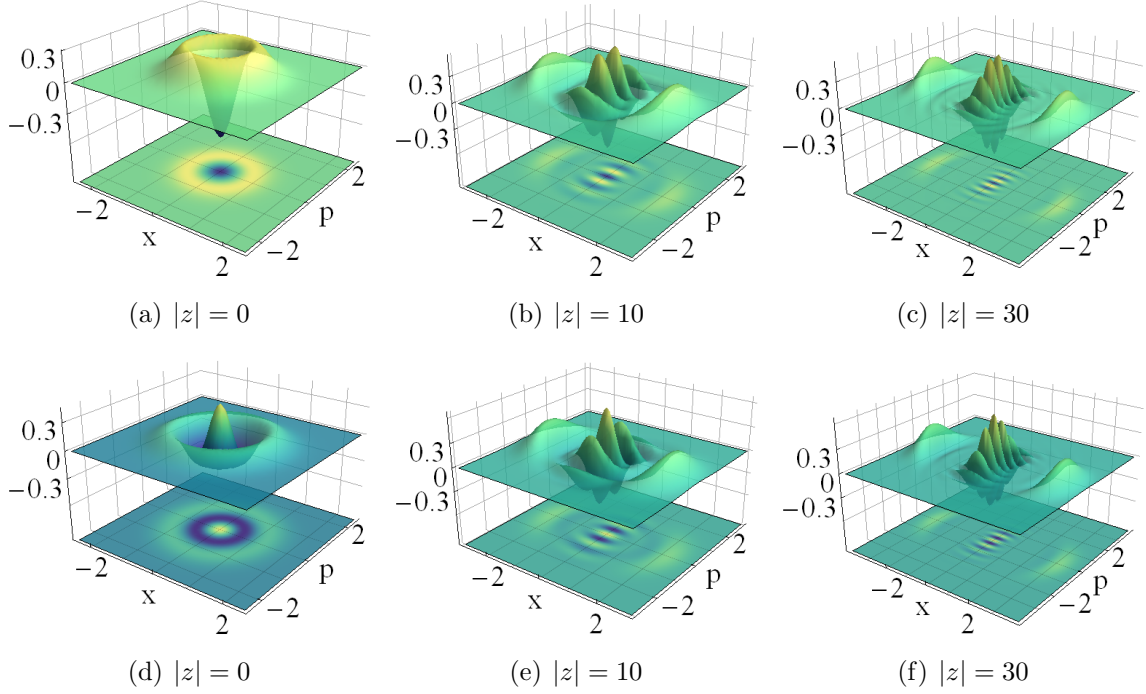 0.3
0
−0.3
−2
x
2
−2
p
2
0.3
0
−0.3
−2
x
2
−2
p
2
0.3
0
−0.3
−2
x
2
−2
p
2
(a) |z| = 0
(b) |z| = 10
(c) |z| = 30
0.3
0
−0.3
−2
x
2
−2
p
2
0.3
0
−0.3
−2
x
2
−2
p
2
0.3
0
−0.3
−2
x
2
−2
p
2
(d) |z| = 0
(e) |z| = 10
(f) |z| = 30